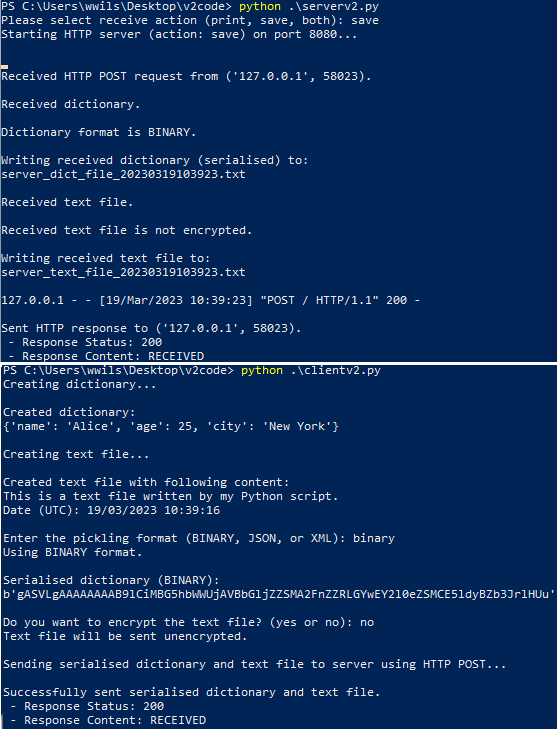 PS C:\Users\wwils\Desktop\v2code> python .\serverv2.py
Please select receive action (print, save, both): save
Starting HTTP server (action: save) on port 8080...
Received HTTP POST request from ('127.0.0.1', 58023).
Received dictionary.
Dictionary format is BINARY.
Writing received dictionary (serialised) to:
server_dict_file_20230319103923.txt
Received text file.
Received text file is not encrypted.
Writing received text file to:
server_text_file_20230319103923.txt
127.0.0.1 - - [19/Mar/2023 10:39:23] "POST / HTTP/1.1" 200 -
Sent HTTP response to ('127.0.0.1', 58023).
- Response Status: 200
- Response Content: RECEIVED
PS C:\Users\wwils\Desktop\v2code> python .\clientv2.py
Creating dictionary...
Created dictionary:
{'name': 'Alice', 'age': 25, 'city': 'New York'}
Creating text file...
Created text file with following content:
This is a text file written by my Python script.
Date (UTC): 19/03/2023 10:39:16
Enter the pickling format (BINARY, JSON, or XML): binary
Using BINARY format.
Serialised dictionary (BINARY):
b'gASVLgAAAAAAAAB9lCiMBG5hbWWUjAVBbGljZZSMA2FnZZRLGYwEY2l0eZSMCE5ldyBZb3JrlHUu'
Do you want to encrypt the text file? (yes or no): no
Text file will be sent unencrypted.
Sending serialised dictionary and text file to server using HTTP POST...
Successfully sent serialised dictionary and text file.
- Response Status: 200
- Response Content: RECEIVED